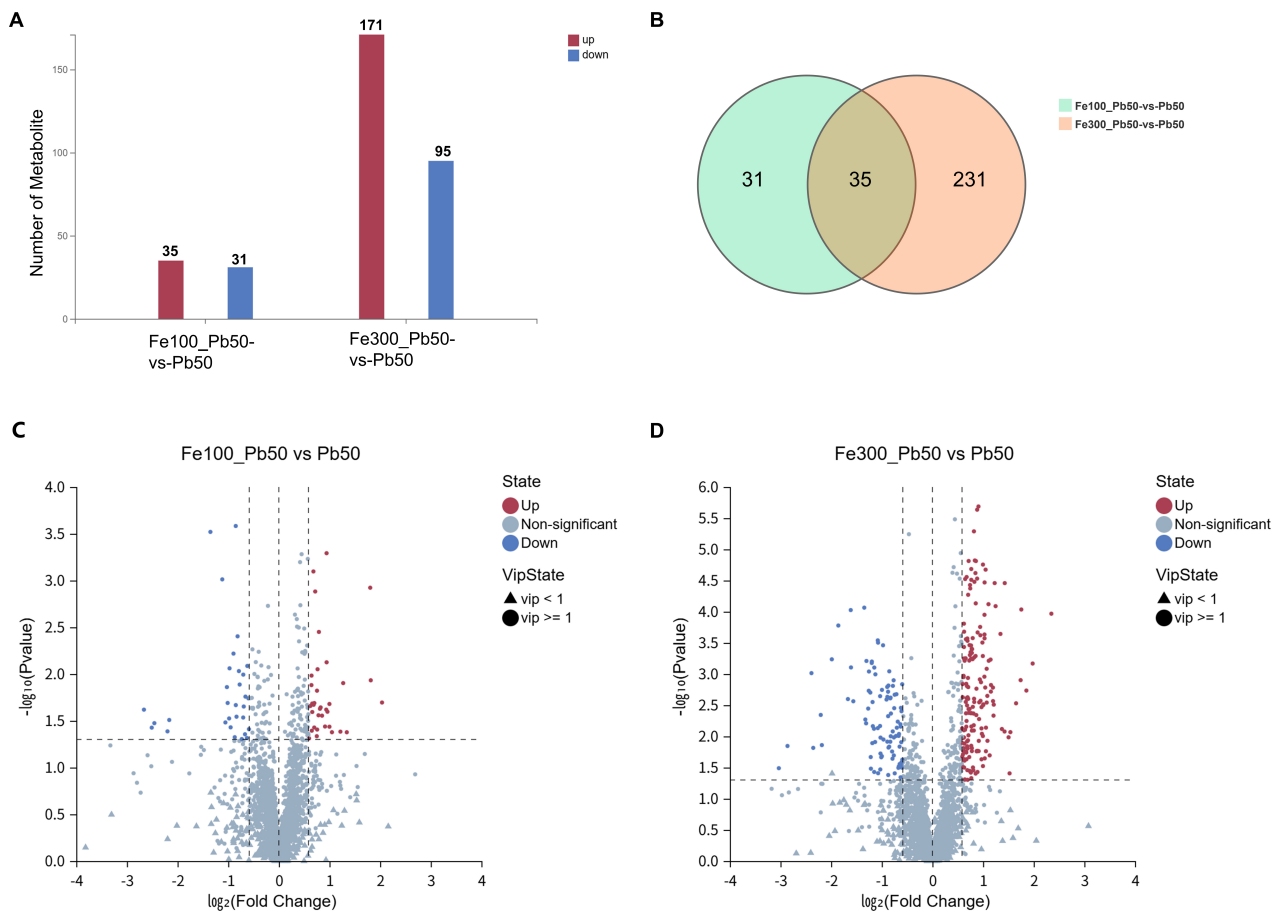 A
171
up
down
150
100
95
50
35
31
0
Number of Metabolite
Fe100_Pb50-
vs-Pb50
Fe300_Pb50-
vs-Pb50
B
31
35
231
Fe100_Pb50-vs-Pb50
Fe300_Pb50-vs-Pb50
C
Fe100_Pb50 vs Pb50
4.0
3.5
3.0
2.5
2.0
1.5
1.0
0.5
0.0
-log₁₀(Pvalue)
-4 -3 -2 -1 0 1 2 3 4
log₂(Fold Change)
State
Up
Non-significant
Down
VipState
vip < 1
vip >= 1
D
Fe300_Pb50 vs Pb50
6.0
5.5
5.0
4.5
4.0
3.5
3.0
2.5
2.0
1.5
1.0
0.5
0.0
-log₁₀(Pvalue)
-4 -3 -2 -1 0 1 2 3 4
log₂(Fold Change)
State
Up
Non-significant
Down
VipState
vip < 1
vip >= 1